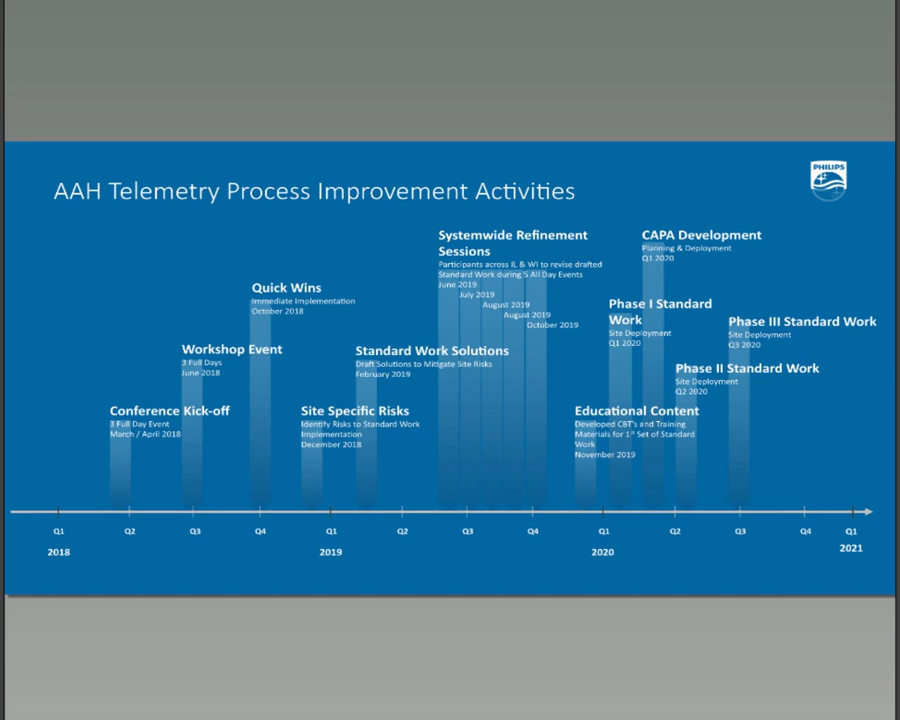 PHILIPS
AAH Telemetry Process Improvement Activities
Systemwide Refinement
Sessions
Participants across IL & WI to revise drafted
Standard Work during 5 All Day Events
June 2019
July 2019
August 2019
August 2019
October 2019
CAPA Development
Planning & Deployment
Q1 2020
Quick Wins
Immediate Implementation
October 2018
Phase I Standard
Work
Site Deployment
Q1 2020
Phase III Standard Work
Site Deployment
Q3 2020
Workshop Event
3 Full Days
June 2018
Standard Work Solutions
Draft Solutions to Mitigate Site Risks
February 2019
Phase II Standard Work
Site Deployment
Q2 2020
Conference Kick-off
3 Full Day Event
March / April 2018
Site Specific Risks
Identify Risks to Standard Work
Implementation
December 2018
Educational Content
Developed CBT's and Training
Materials for 1st Set of Standard
Work
November 2019
Q1 Q2 Q3 Q4 Q1 Q2 Q3 Q4 Q1 Q2 Q3 Q4 Q1
2018 2019 2020 2021